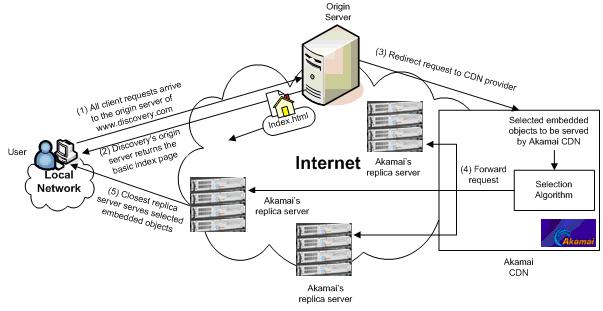 Origin
Server
(3) Redirect request to CDN provider
(1) All client requests arrive
to the origin server of
www.discovery.com
Index.html
(2) Discovery's origin
server returns the
basic index page
User
Local
Network
Internet
Akamai's
replica server
Selected embedded
objects to be served
by Akamai CDN
(4) Forward
request
Selection
Algorithm
(5) Closest replica
server serves selected
embedded objects
Akamai's
replica server
Akamai
Akamai's
replica server
Akamai
CDN